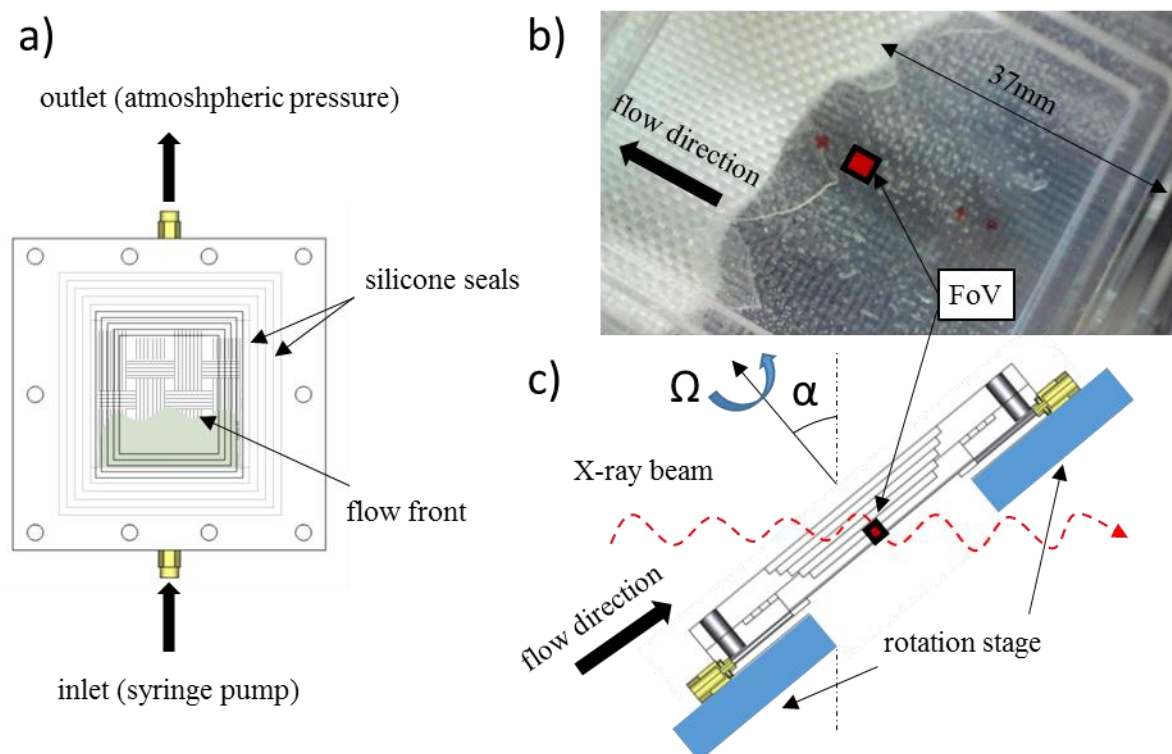 a)
outlet (atmoshpheric pressure)
silicone seals
flow front
inlet (syringe pump)
b)
37mm
flow direction
FoV
c)
Ω
α
X-ray beam
flow direction
rotation stage